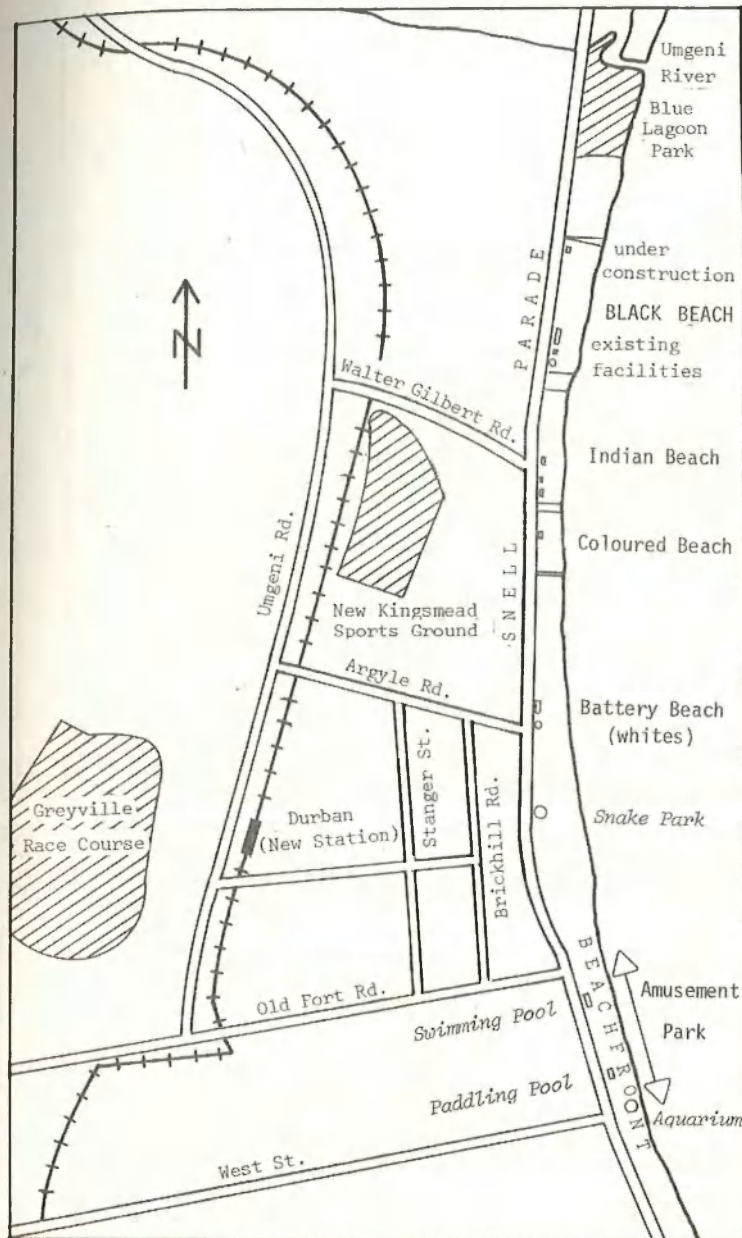 Umgeni
River
Blue
Lagoon
Park
under
construction
PARADE
BLACK BEACH
existing
facilities
N
Walter Gilbert Rd.
Indian Beach
Coloured Beach
SNELL
Umgeni Rd.
New Kingsmead
Sports Ground
Argyle Rd.
Battery Beach
(whites)
Stanger St.
Brickhill Rd.
Snake Park
Greyville
Race Course
Durban
(New Station)
BEACHFRONT
Amusement
Park
Old Fort Rd.
Swimming Pool
Paddling Pool
Aquarium
West St.